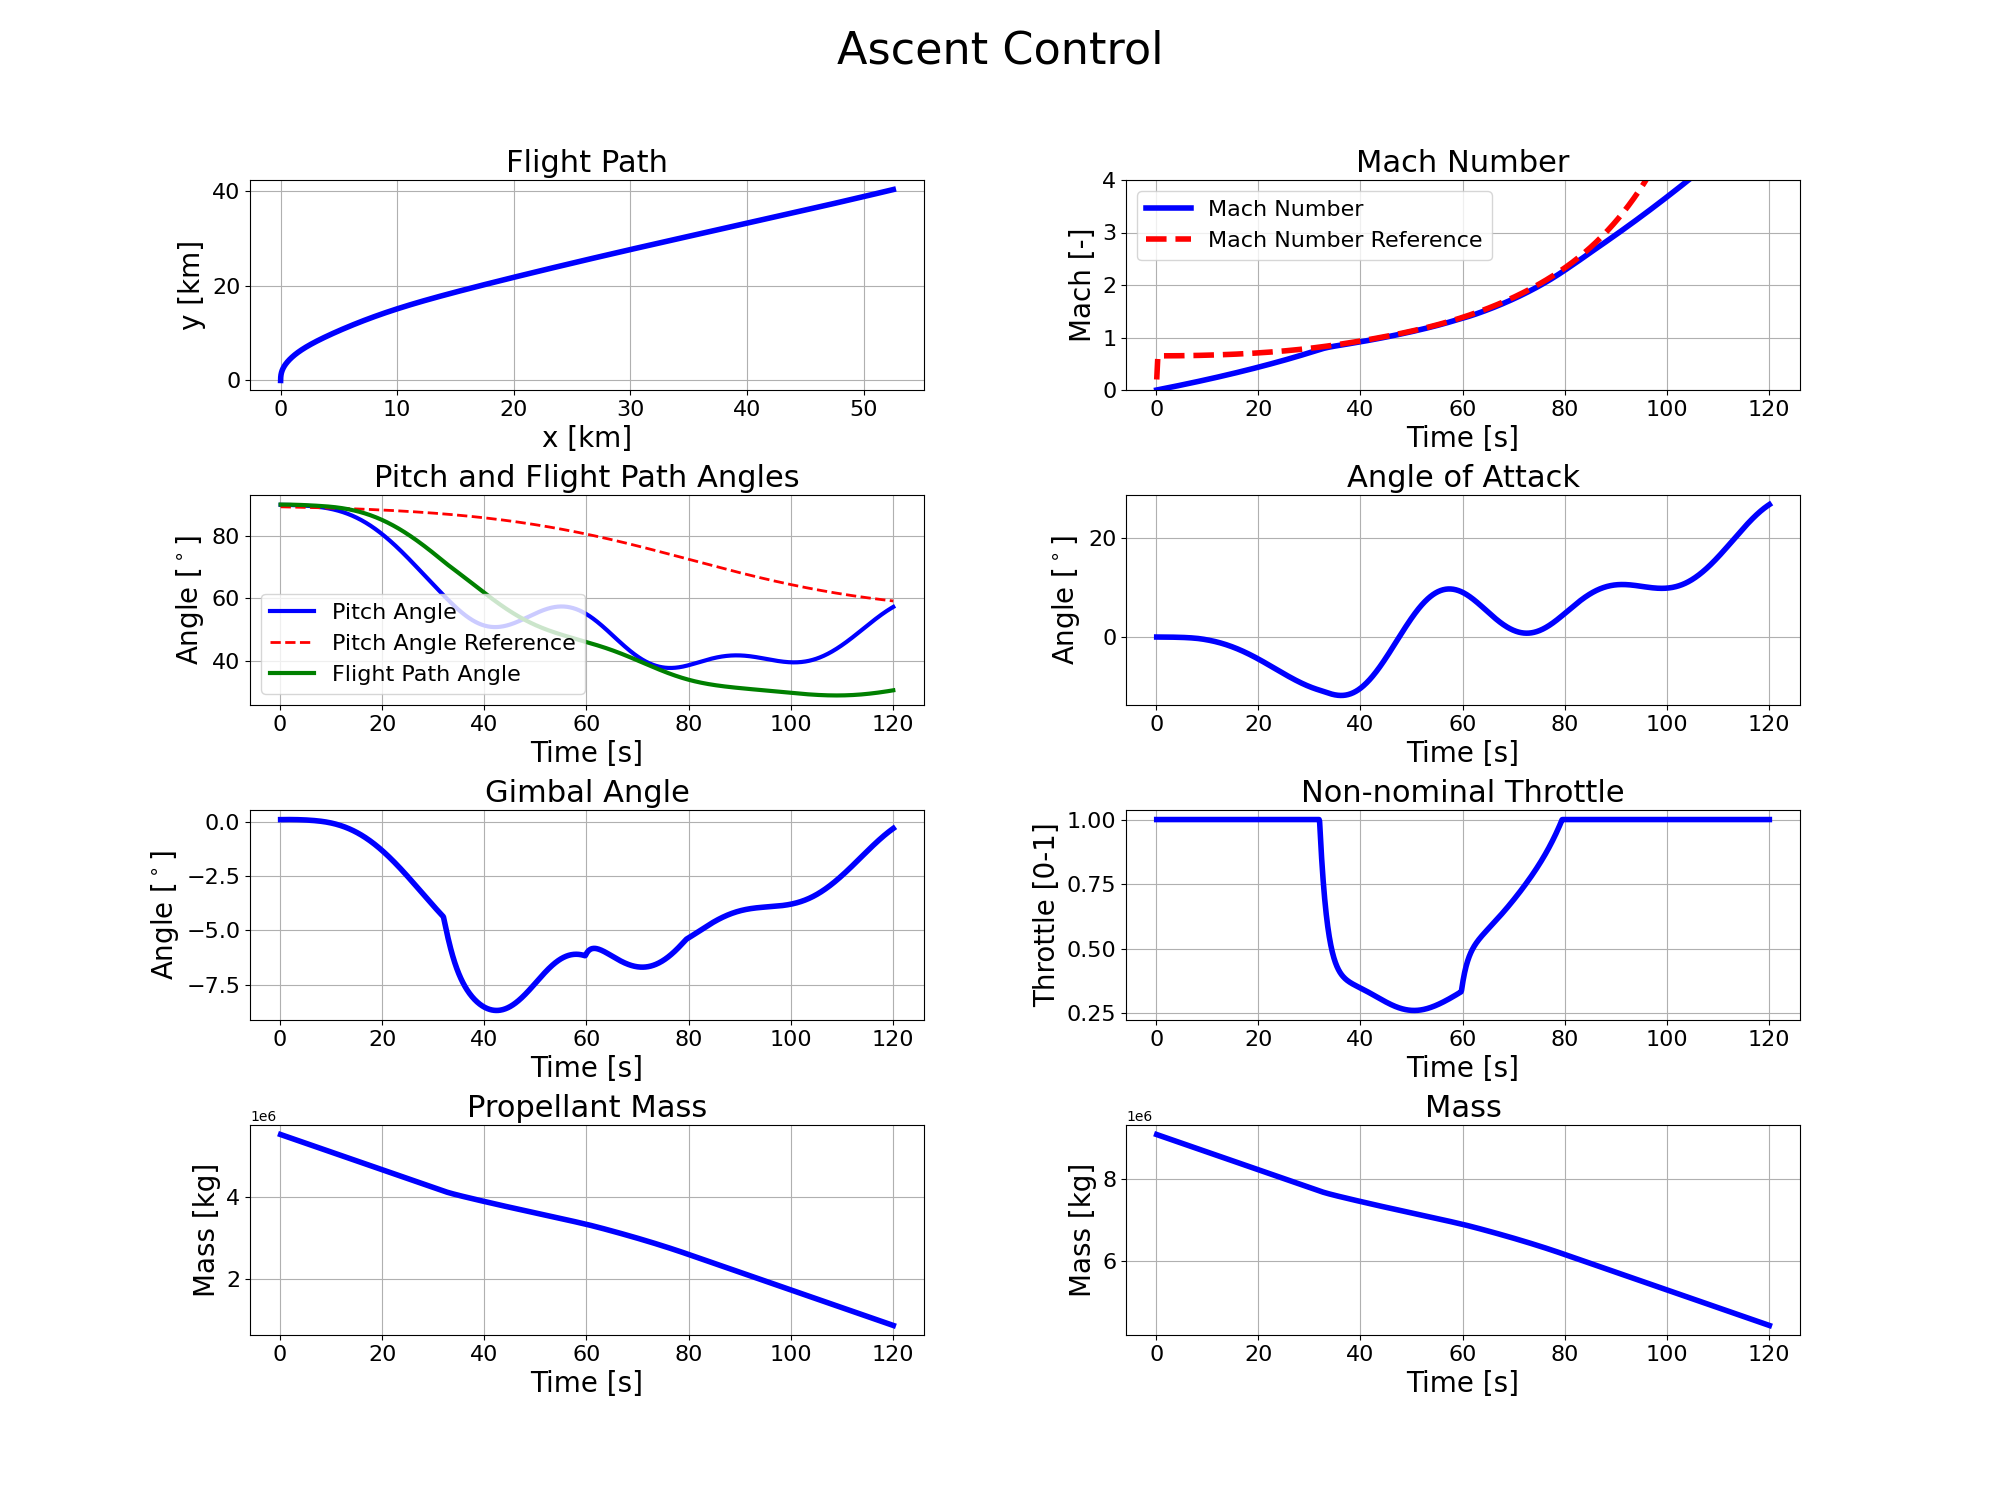 Ascent Control
Flight Path
y [km]
40
20
0
0 10 20 30 40 50
x [km]
Mach Number
Mach [-]
4
3
2
1
0
Mach Number
Mach Number Reference
0 20 40 60 80 100 120
Time [s]
Pitch and Flight Path Angles
Angle [°]
80
60
40
Pitch Angle
Pitch Angle Reference
Flight Path Angle
0 20 40 60 80 100 120
Time [s]
Angle of Attack
Angle [°]
20
0
0 20 40 60 80 100 120
Time [s]
Gimbal Angle
Angle [°]
0.0
−2.5
−5.0
−7.5
0 20 40 60 80 100 120
Time [s]
Non-nominal Throttle
Throttle [0-1]
1.00
0.75
0.50
0.25
0 20 40 60 80 100 120
Time [s]
Propellant Mass
1e6
Mass [kg]
4
2
0 20 40 60 80 100 120
Time [s]
Mass
1e6
Mass [kg]
8
6
0 20 40 60 80 100 120
Time [s]